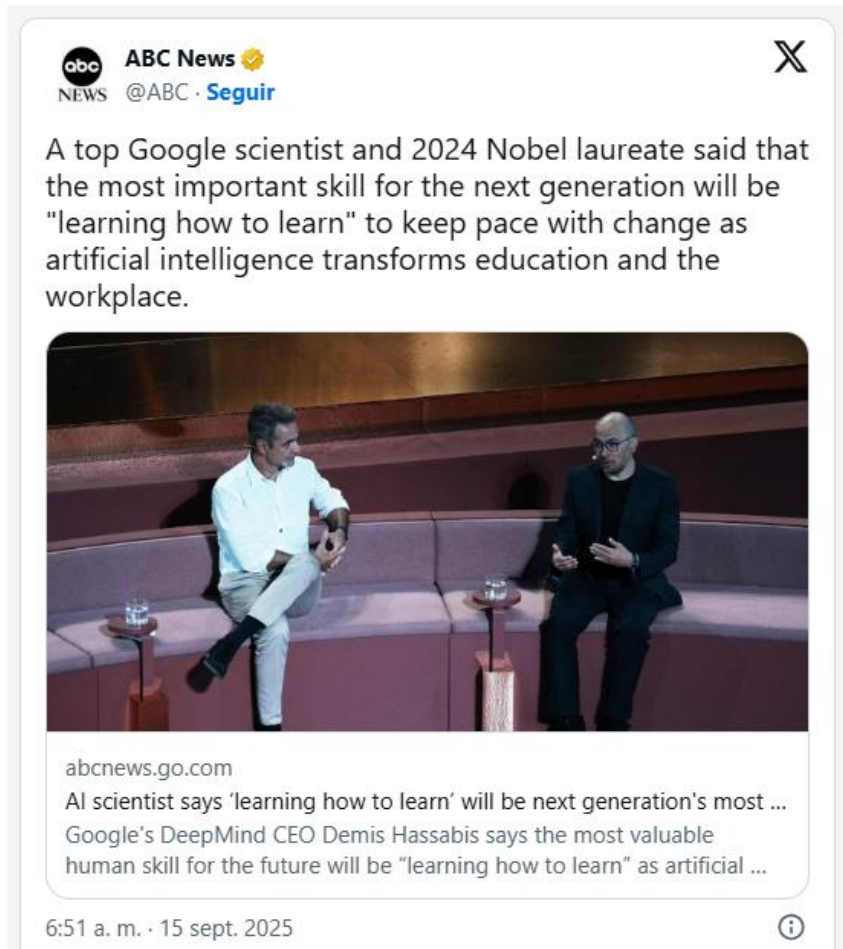 abc
NEWS
ABC News
@ABC · Seguir
X
A top Google scientist and 2024 Nobel laureate said that
the most important skill for the next generation will be
"learning how to learn" to keep pace with change as
artificial intelligence transforms education and the
workplace.
abcnews.go.com
AI scientist says ‘learning how to learn’ will be next generation's most ...
Google's DeepMind CEO Demis Hassabis says the most valuable
human skill for the future will be “learning how to learn” as artificial ...
6:51 a. m. · 15 sept. 2025